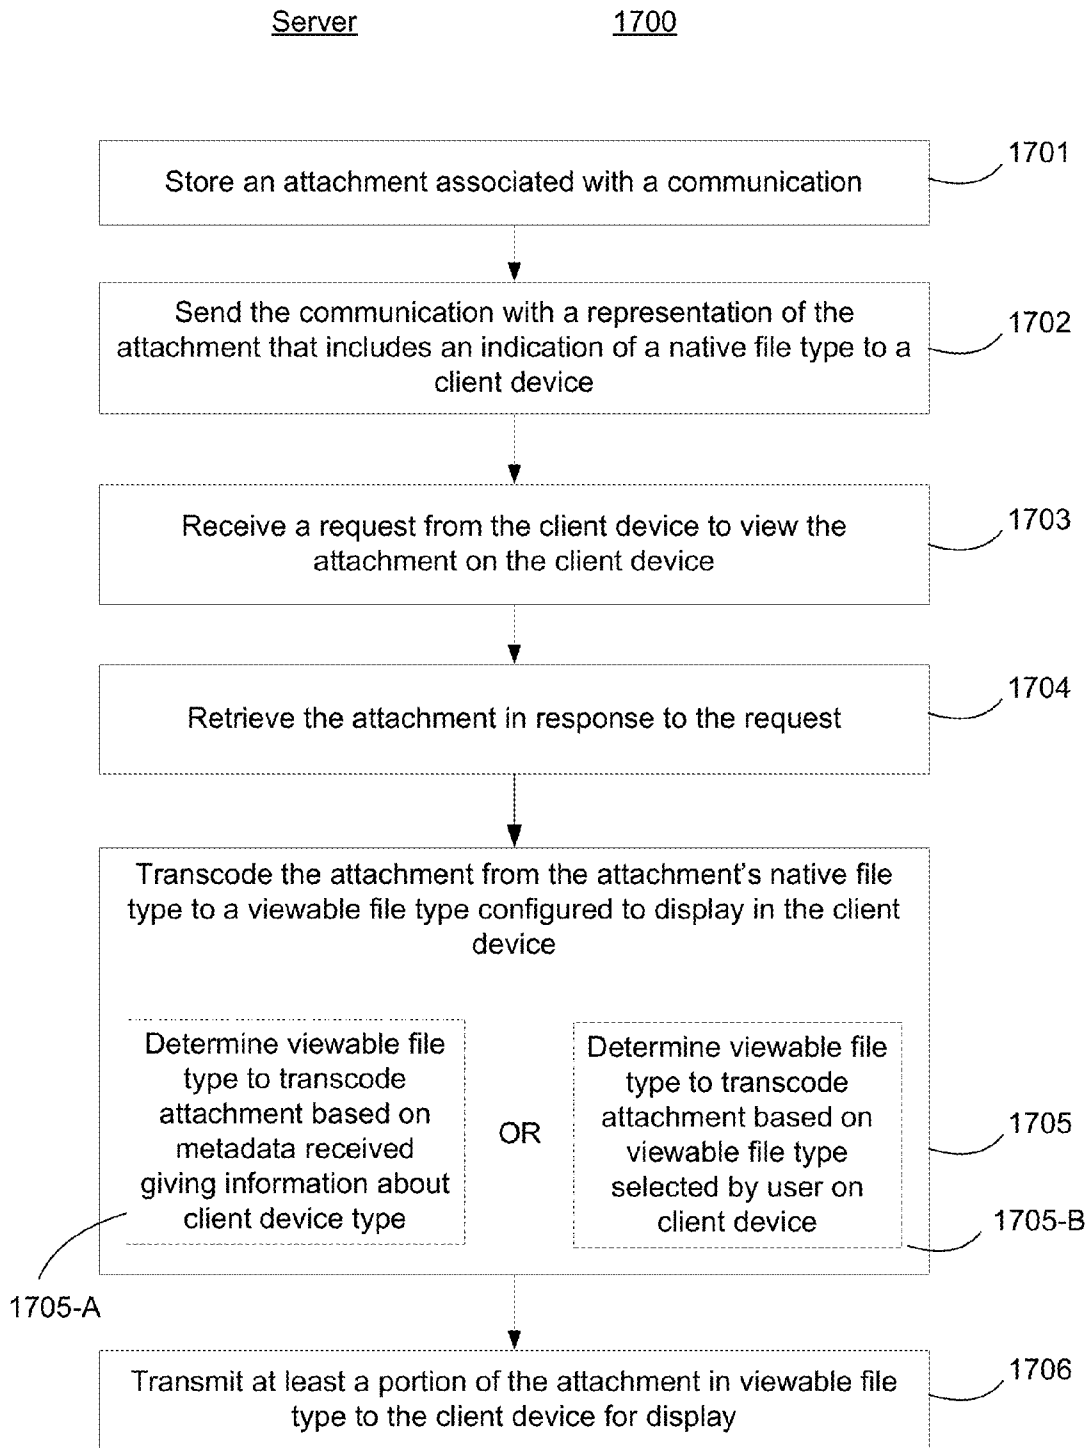 Server 1700
1701
Store an attachment associated with a communication
Send the communication with a representation of the
attachment that includes an indication of a native file type to a
client device
1702
Receive a request from the client device to view the
attachment on the client device
1703
Retrieve the attachment in response to the request
1704
Transcode the attachment from the attachment's native file
type to a viewable file type configured to display in the client
device
Determine viewable file
type to transcode
attachment based on
metadata received
giving information about
client device type
OR
Determine viewable file
type to transcode
attachment based on
viewable file type
selected by user on
client device
1705
1705-B
1705-A
Transmit at least a portion of the attachment in viewable file
type to the client device for display
1706